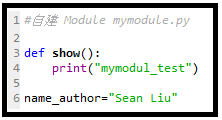 1 #自建 Module mymodule.py
2
3 def show():
4     print("mymodul_test")
5
6 name_author="Sean Liu"